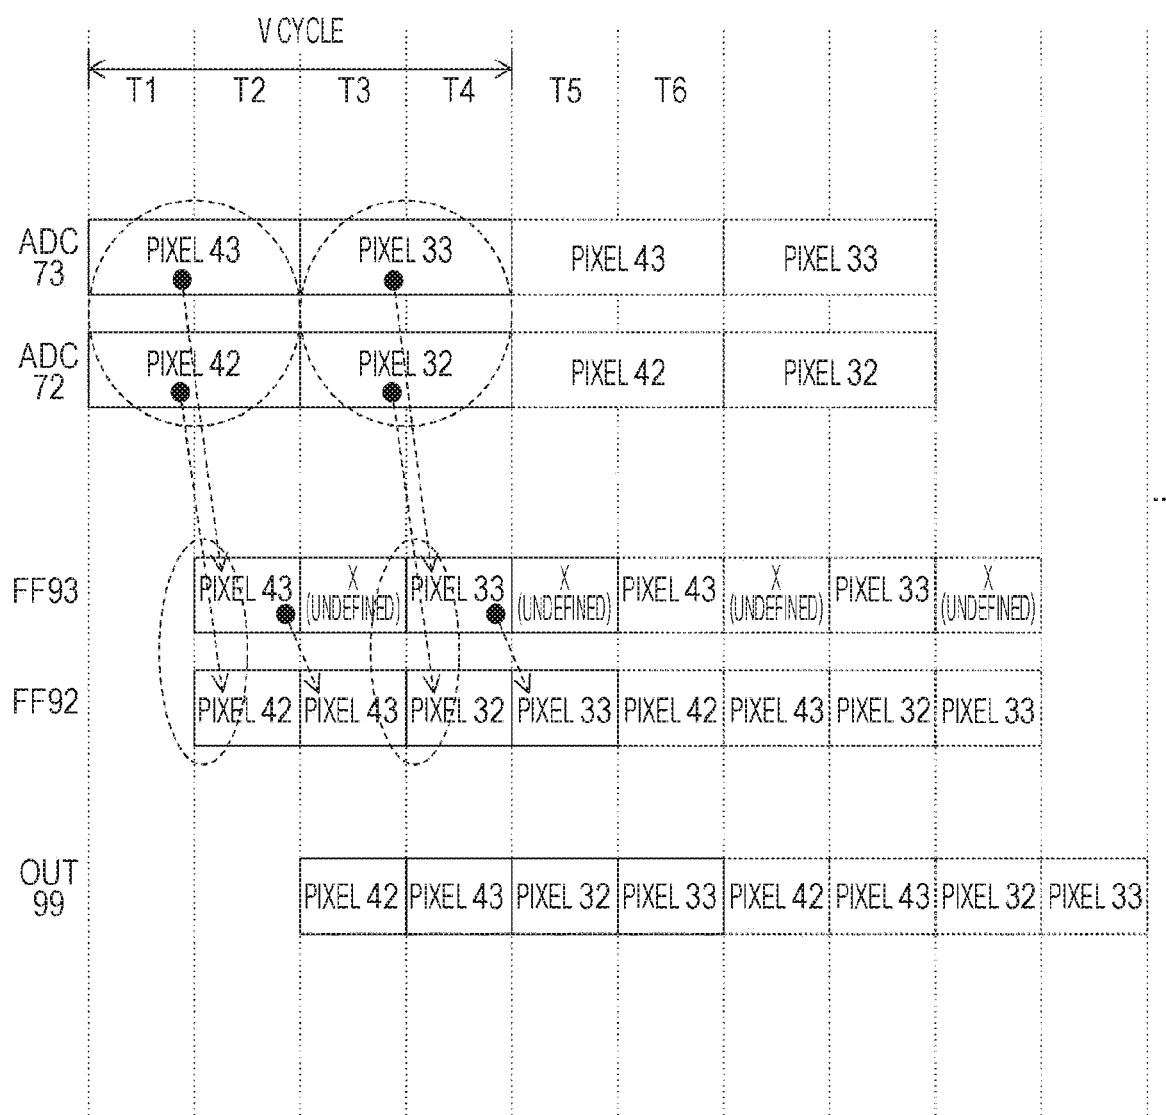 V CYCLE
T1 T2 T3 T4 T5 T6
ADC 73 PIXEL 43 PIXEL 33 PIXEL 43 PIXEL 33
ADC 72 PIXEL 42 PIXEL 32 PIXEL 42 PIXEL 32
..
FF93 PIXEL 43 X (UNDEFINED) PIXEL 33 X (UNDEFINED) PIXEL 43 X (UNDEFINED) PIXEL 33 X (UNDEFINED)
FF92 PIXEL 42 PIXEL 43 PIXEL 32 PIXEL 33 PIXEL 42 PIXEL 43 PIXEL 32 PIXEL 33
OUT 99 PIXEL 42 PIXEL 43 PIXEL 32 PIXEL 33 PIXEL 42 PIXEL 43 PIXEL 32 PIXEL 33